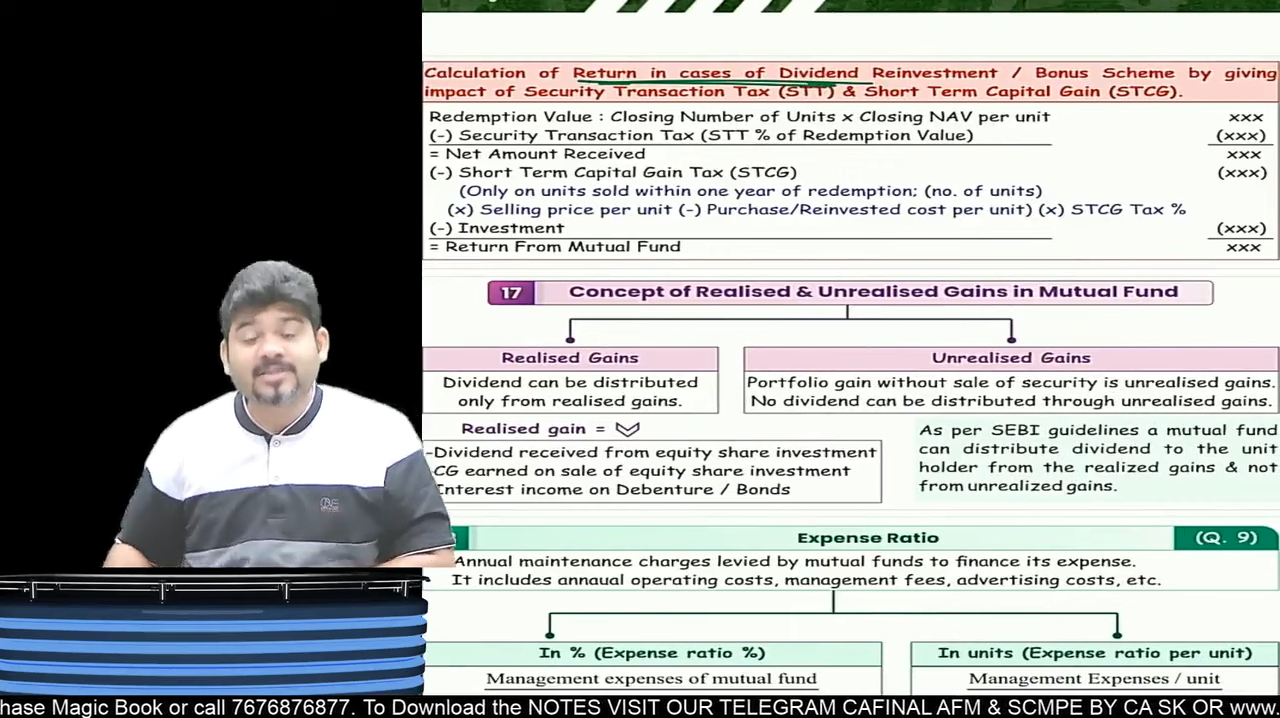 Calculation of Return in cases of Dividend Reinvestment / Bonus Scheme by giving
impact of Security Transaction Tax (STT) & Short Term Capital Gain (STCG).
Redemption Value : Closing Number of Units x Closing NAV per unit xxx
(-) Security Transaction Tax (STT % of Redemption Value) (xxx)
= Net Amount Received xxx
(-) Short Term Capital Gain Tax (STCG) (xxx)
(Only on units sold within one year of redemption; (no. of units)
(x) Selling price per unit (-) Purchase/Reinvested cost per unit) (x) STCG Tax %
(-) Investment (xxx)
= Return From Mutual Fund xxx
17 Concept of Realised & Unrealised Gains in Mutual Fund
Realised Gains
Dividend can be distributed
only from realised gains.
Unrealised Gains
Portfolio gain without sale of security is unrealised gains.
No dividend can be distributed through unrealised gains.
Realised gain =
-Dividend received from equity share investment
CG earned on sale of equity share investment
Interest income on Debenture / Bonds
As per SEBI guidelines a mutual fund
can distribute dividend to the unit
holder from the realized gains & not
from unrealized gains.
Expense Ratio (Q. 9)
Annual maintenance charges levied by mutual funds to finance its expense.
It includes annaual operating costs, management fees, advertising costs, etc.
In % (Expense ratio %)
Management expenses of mutual fund
In units (Expense ratio per unit)
Management Expenses / unit
hase Magic Book or call 7676876877. To Download the NOTES VISIT OUR TELEGRAM CAFINAL AFM & SCMPE BY CA SK OR www.